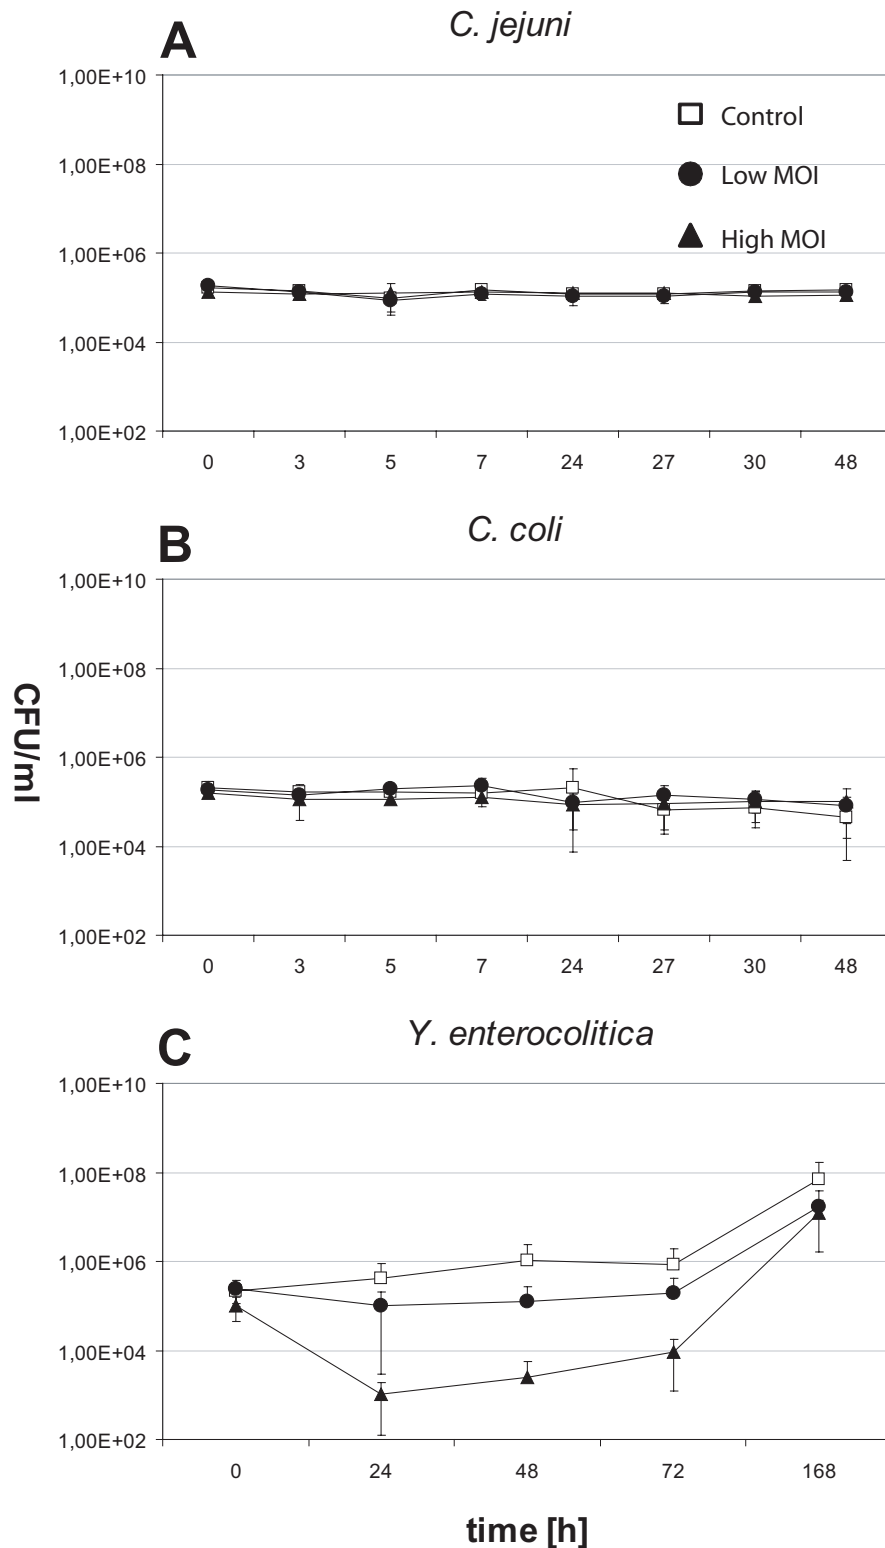 A
C. jejuni
1,00E+10
1,00E+08
1,00E+06
1,00E+04
1,00E+02
Control
Low MOI
High MOI
0 3 5 7 24 27 30 48
B
C. coli
1,00E+10
1,00E+08
1,00E+06
1,00E+04
1,00E+02
CFU/ml
0 3 5 7 24 27 30 48
C
Y. enterocolitica
1,00E+10
1,00E+08
1,00E+06
1,00E+04
1,00E+02
0 24 48 72 168
time [h]